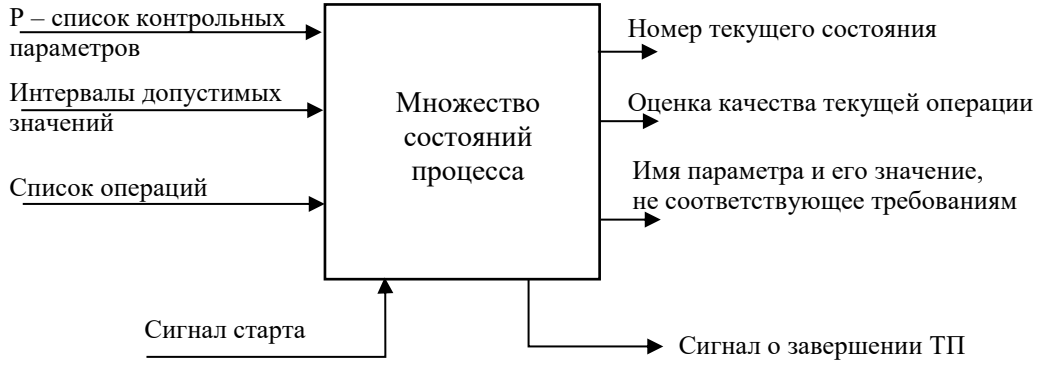 P – список контрольных
параметров
Интервалы допустимых
значений
Список операций
Множество
состояний
процесса
Номер текущего состояния
Оценка качества текущей операции
Имя параметра и его значение,
не соответствующее требованиям
Сигнал старта
Сигнал о завершении ТП